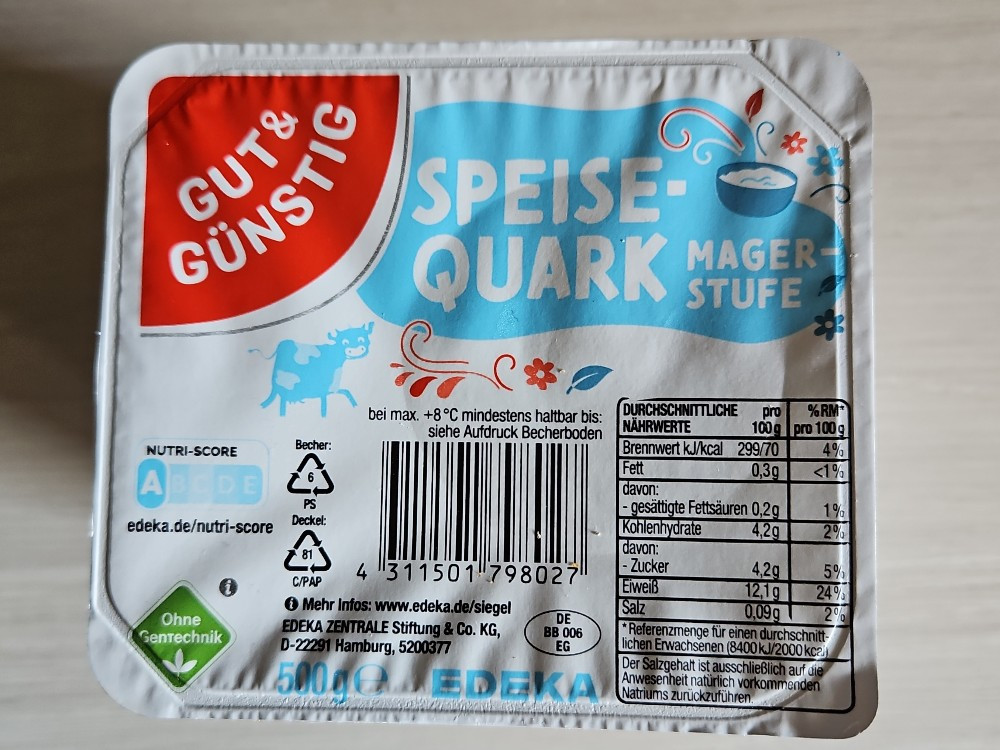 GUT&
GÜNSTIG
SPEISE-
QUARK
MAGER-
STUFE
bei max. +8°C mindestens haltbar bis:
siehe Aufdruck Becherboden
NUTRI-SCORE
A B C D E
edeka.de/nutri-score
Becher:
6
PS
Deckel:
81
C/PAP
4 311501 798027
DURCHSCHNITTLICHE NÄHRWERTE pro 100g %RM* pro 100g
Brennwert kJ/kcal 299/70 4%
Fett 0,3g <1%
davon:
- gesättigte Fettsäuren 0,2g 1%
Kohlenhydrate 4,2g 2%
davon:
- Zucker 4,2g 5%
Eiweiß 12,1g 24%
Salz 0,09g 2%
*Referenzmenge für einen durchschnitt-
lichen Erwachsenen (8400kJ/2000kcal)
Der Salzgehalt ist ausschließlich auf die
Anwesenheit natürlich vorkommenden
Natriums zurückzuführen.
Ohne
GenTechnik
i
i Mehr Infos: www.edeka.de/siegel
EDEKA ZENTRALE Stiftung & Co. KG,
D-22291 Hamburg, 5200377
DE
BB 006
EG
500g e EDEKA